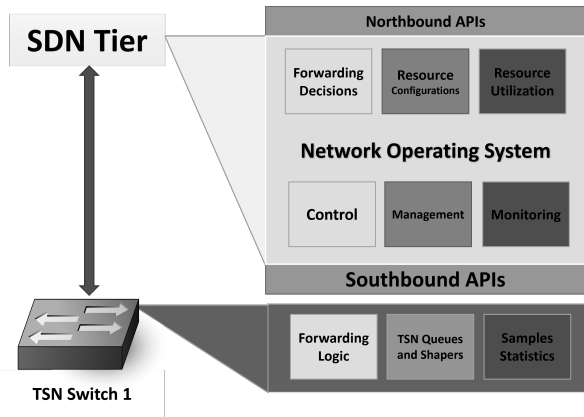 SDN Tier
Northbound APIs
Forwarding
Decisions
Resource
Configurations
Resource
Utilization
Network Operating System
Control
Management
Monitoring
Southbound APIs
Forwarding
Logic
TSN Queues
and Shapers
Samples
Statistics
TSN Switch 1